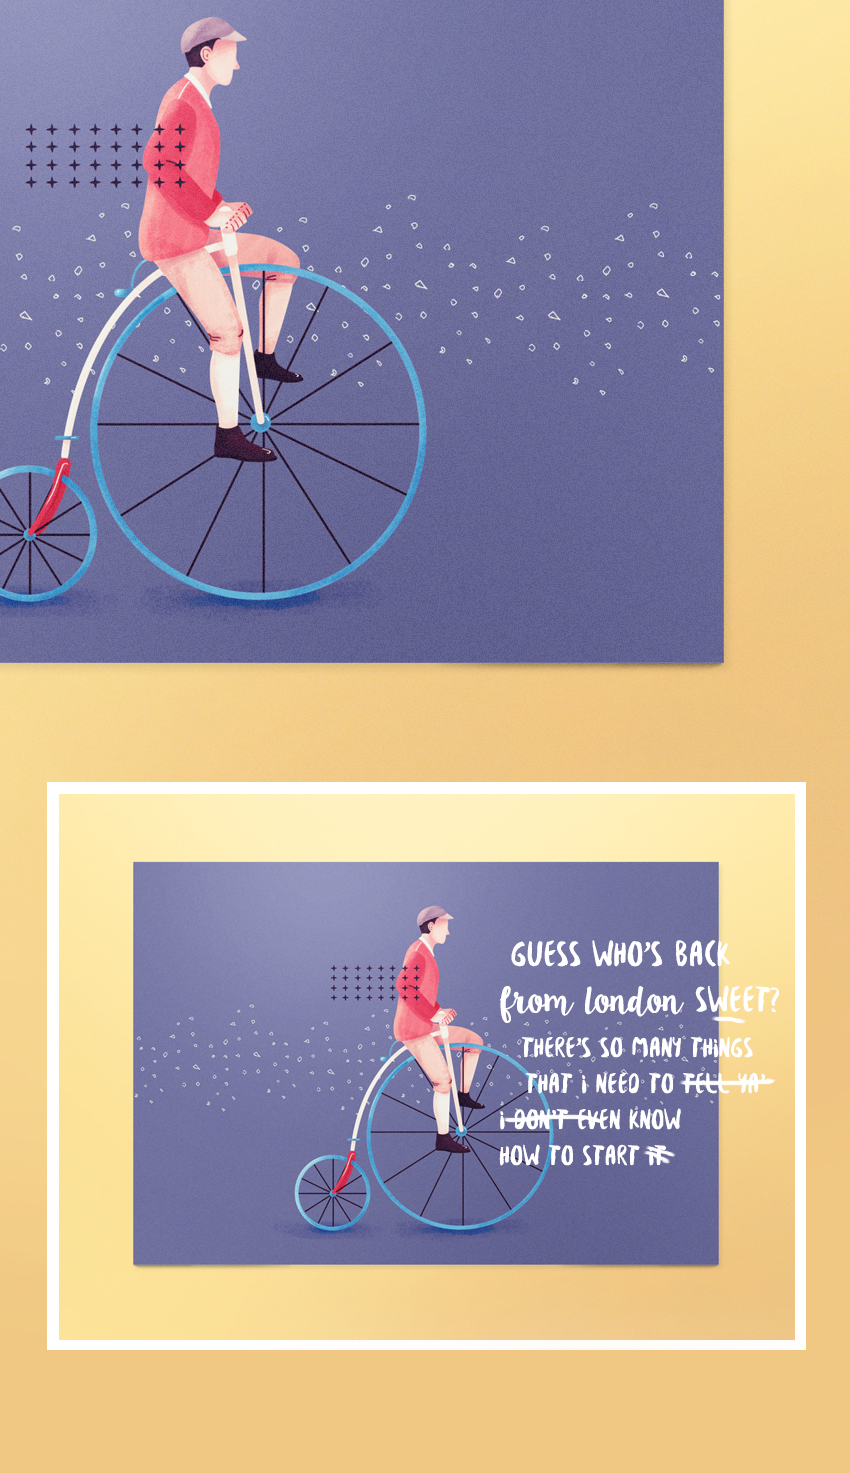 GUESS WHO'S BACK
from london SWEET?
THERE'S SO MANY THINGS
THAT i NEED TO TELL YA'
i DON'T EVEN KNOW
HOW TO START IT